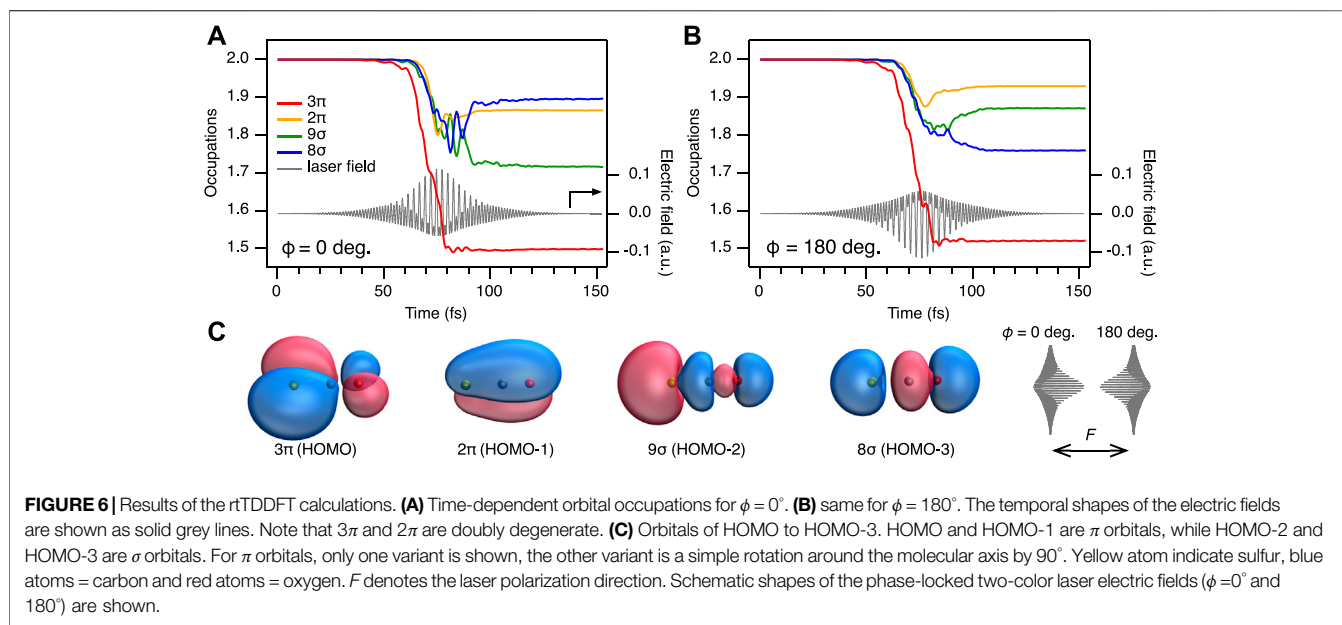 A
B
2.0
1.9
1.8
1.7
1.6
1.5
Occupations
3π
2π
9σ
8σ
laser field
ϕ = 0 deg.
0.1
0.0
-0.1
Electric field (a.u.)
0
50
100
150
Time (fs)
2.0
1.9
1.8
1.7
1.6
1.5
Occupations
ϕ = 180 deg.
0.1
0.0
-0.1
Electric field (a.u.)
0
50
100
150
Time (fs)
C
ϕ = 0 deg.
180 deg.
F
3π (HOMO)
2π (HOMO-1)
9σ (HOMO-2)
8σ (HOMO-3)
FIGURE 6 | Results of the rtTDDFT calculations. (A) Time-dependent orbital occupations for ϕ = 0°. (B) same for ϕ = 180°. The temporal shapes of the electric fields
are shown as solid grey lines. Note that 3π and 2π are doubly degenerate. (C) Orbitals of HOMO to HOMO-3. HOMO and HOMO-1 are π orbitals, while HOMO-2 and
HOMO-3 are σ orbitals. For π orbitals, only one variant is shown, the other variant is a simple rotation around the molecular axis by 90°. Yellow atom indicate sulfur, blue
atoms = carbon and red atoms = oxygen. F denotes the laser polarization direction. Schematic shapes of the phase-locked two-color laser electric fields (ϕ =0° and
180°) are shown.